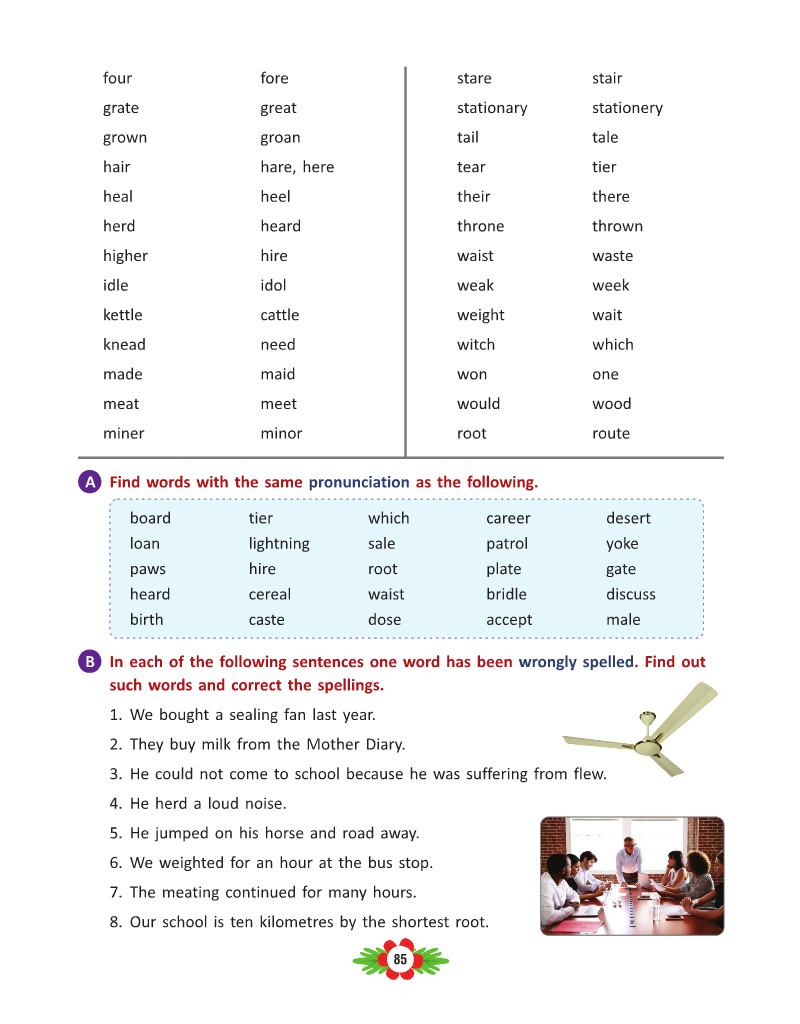 four fore stare stair
grate great stationary stationery
grown groan tail tale
hair hare, here tear tier
heal heel their there
herd heard throne thrown
higher hire waist waste
idle idol weak week
kettle cattle weight wait
knead need witch which
made maid won one
meat meet would wood
miner minor root route
A Find words with the same pronunciation as the following.
board tier which career desert
loan lightning sale patrol yoke
paws hire root plate gate
heard cereal waist bridle discuss
birth caste dose accept male
B In each of the following sentences one word has been wrongly spelled. Find out
such words and correct the spellings.
1. We bought a sealing fan last year.
2. They buy milk from the Mother Diary.
3. He could not come to school because he was suffering from flew.
4. He herd a loud noise.
5. He jumped on his horse and road away.
6. We weighted for an hour at the bus stop.
7. The meating continued for many hours.
8. Our school is ten kilometres by the shortest root.
85